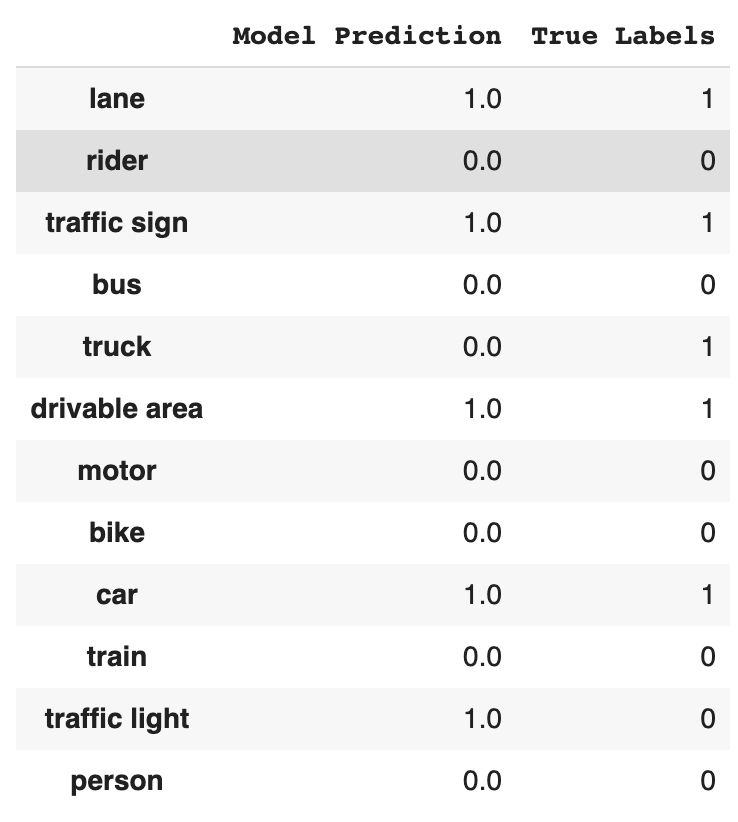 Model Prediction True Labels
lane 1.0 1
rider 0.0 0
traffic sign 1.0 1
bus 0.0 0
truck 0.0 1
drivable area 1.0 1
motor 0.0 0
bike 0.0 0
car 1.0 1
train 0.0 0
traffic light 1.0 0
person 0.0 0